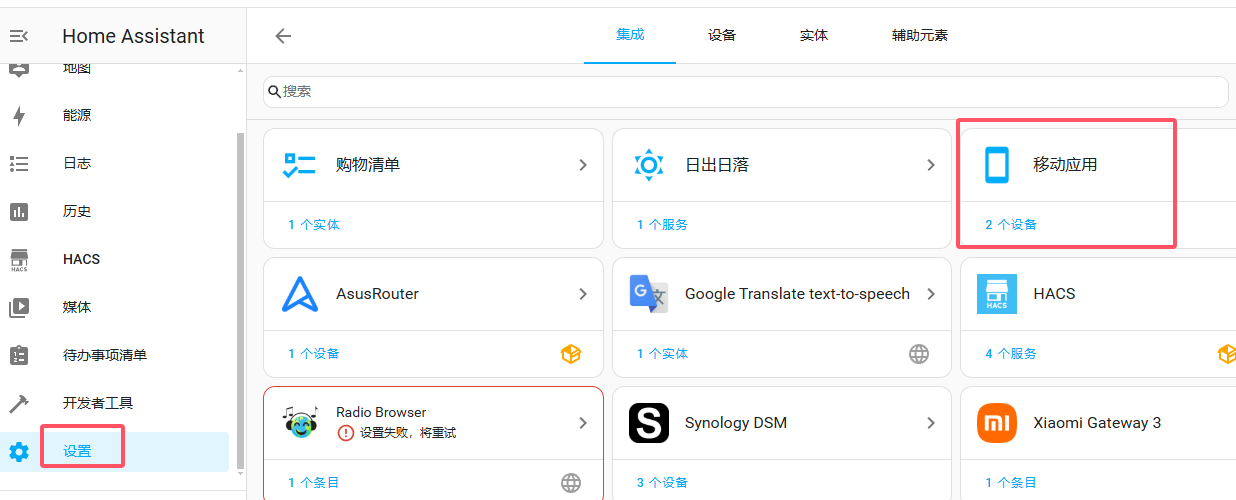 Home Assistant
地图
能源
日志
历史
HACS
媒体
待办事项清单
开发者工具
设置
集成
设备
实体
辅助元素
搜索
购物清单
1 个实体
日出日落
1 个服务
移动应用
2 个设备
AsusRouter
1 个设备
Google Translate text-to-speech
1 个实体
HACS
4 个服务
Radio Browser
设置失败，将重试
1 个条目
Synology DSM
3 个设备
Xiaomi Gateway 3
1 个条目